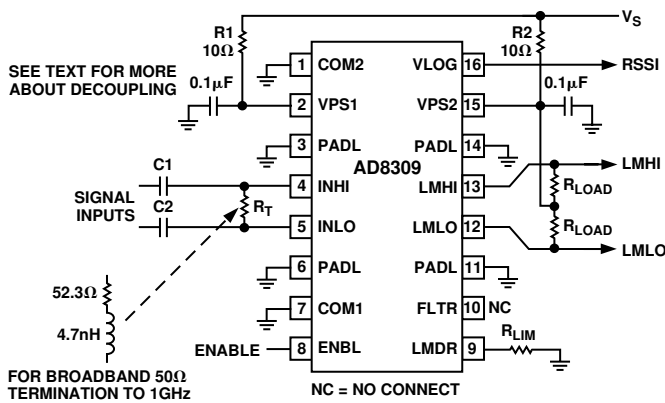 V_S
R1
10Ω
R2
10Ω
SEE TEXT FOR MORE
ABOUT DECOUPLING
0.1μF
1 COM2
VLOG 16
RSSI
0.1μF
2 VPS1
VPS2 15
3 PADL
PADL 14
AD8309
LMHI
C1
4 INHI
LMHI 13
R_LOAD
SIGNAL
INPUTS
R_T
C2
5 INLO
LMLO 12
R_LOAD
LMLO
6 PADL
PADL 11
52.3Ω
4.7nH
7 COM1
FLTR 10 NC
R_LIM
ENABLE
8 ENBL
LMDR 9
FOR BROADBAND 50Ω
TERMINATION TO 1GHz
NC = NO CONNECT